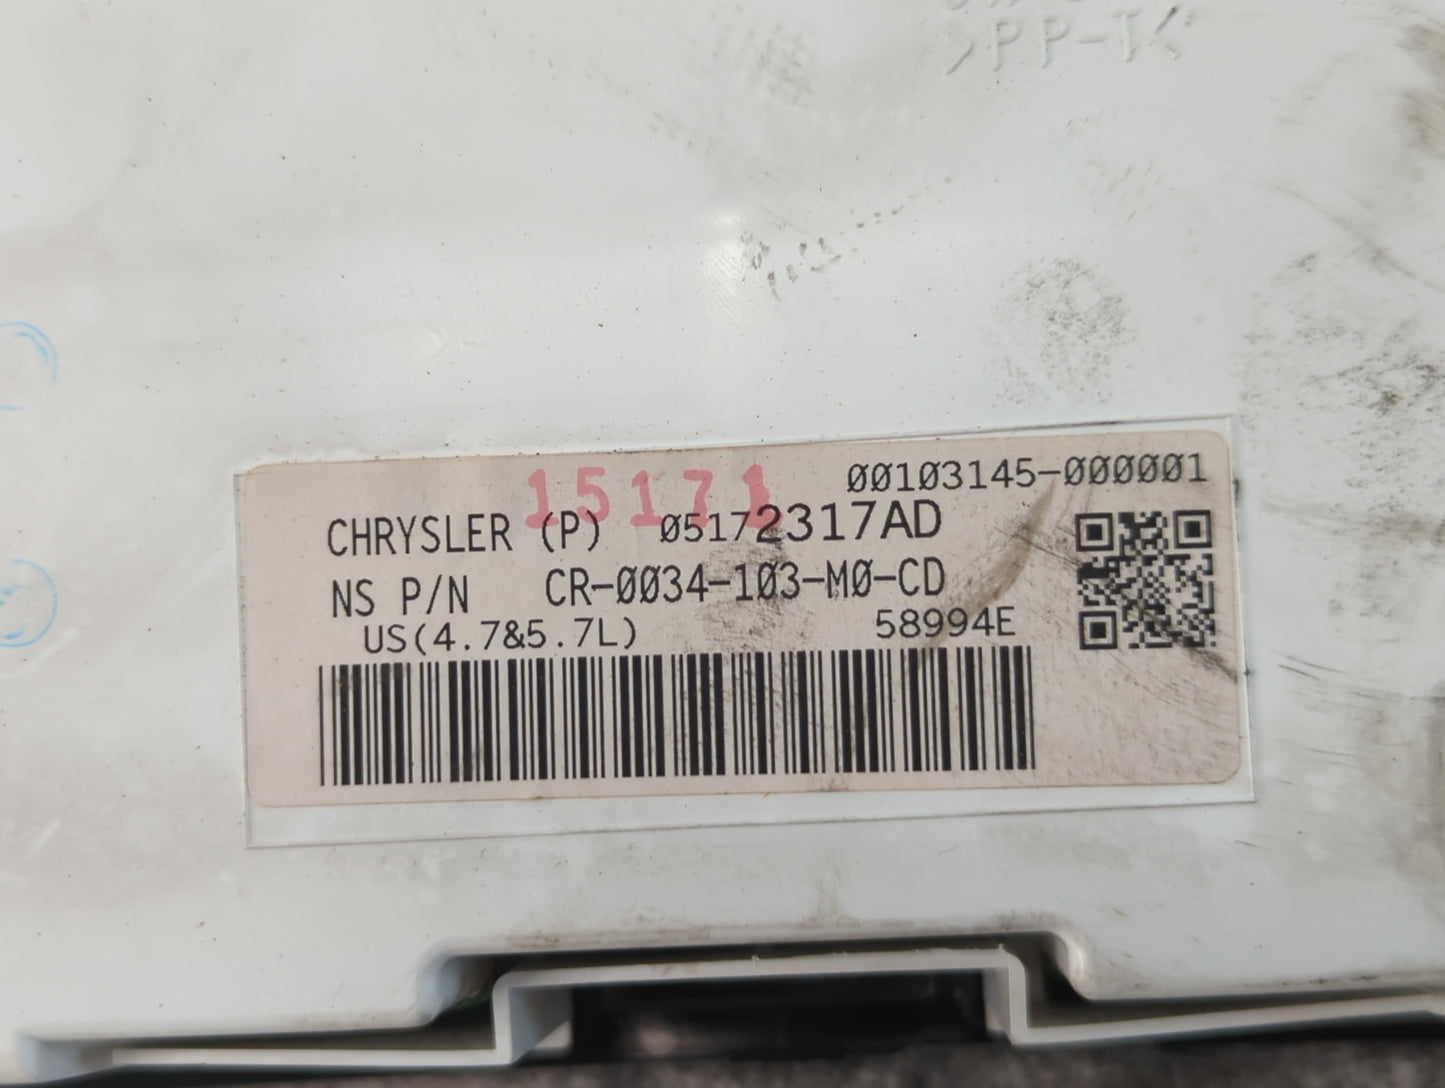 >PP-T<
15171
00103145-000001
CHRYSLER (P) 05172317AD
NS P/N CR-0034-103-M0-CD
US(4.7&5.7L) 58994E